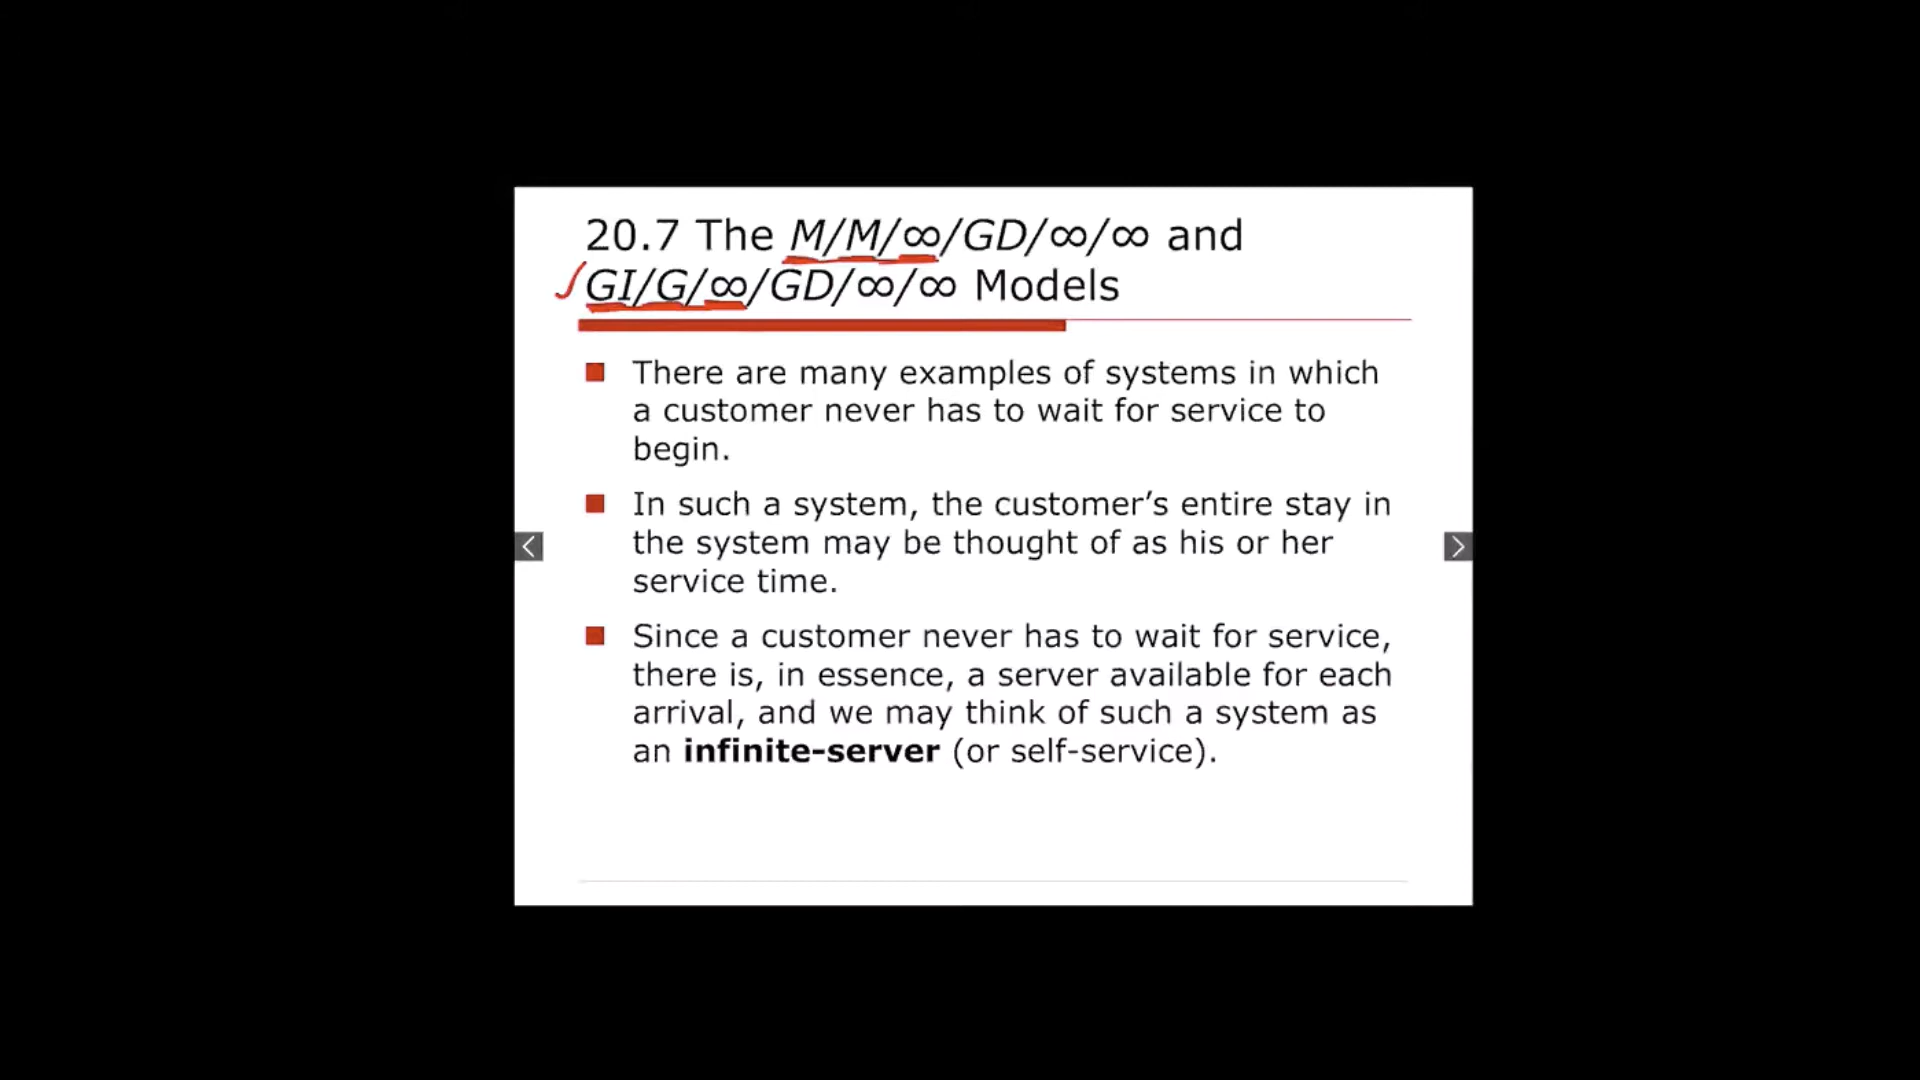 20.7 The M/M/∞/GD/∞/∞ and
GI/G/∞/GD/∞/∞ Models
There are many examples of systems in which
a customer never has to wait for service to
begin.
In such a system, the customer’s entire stay in
the system may be thought of as his or her
service time.
Since a customer never has to wait for service,
there is, in essence, a server available for each
arrival, and we may think of such a system as
an infinite-server (or self-service).